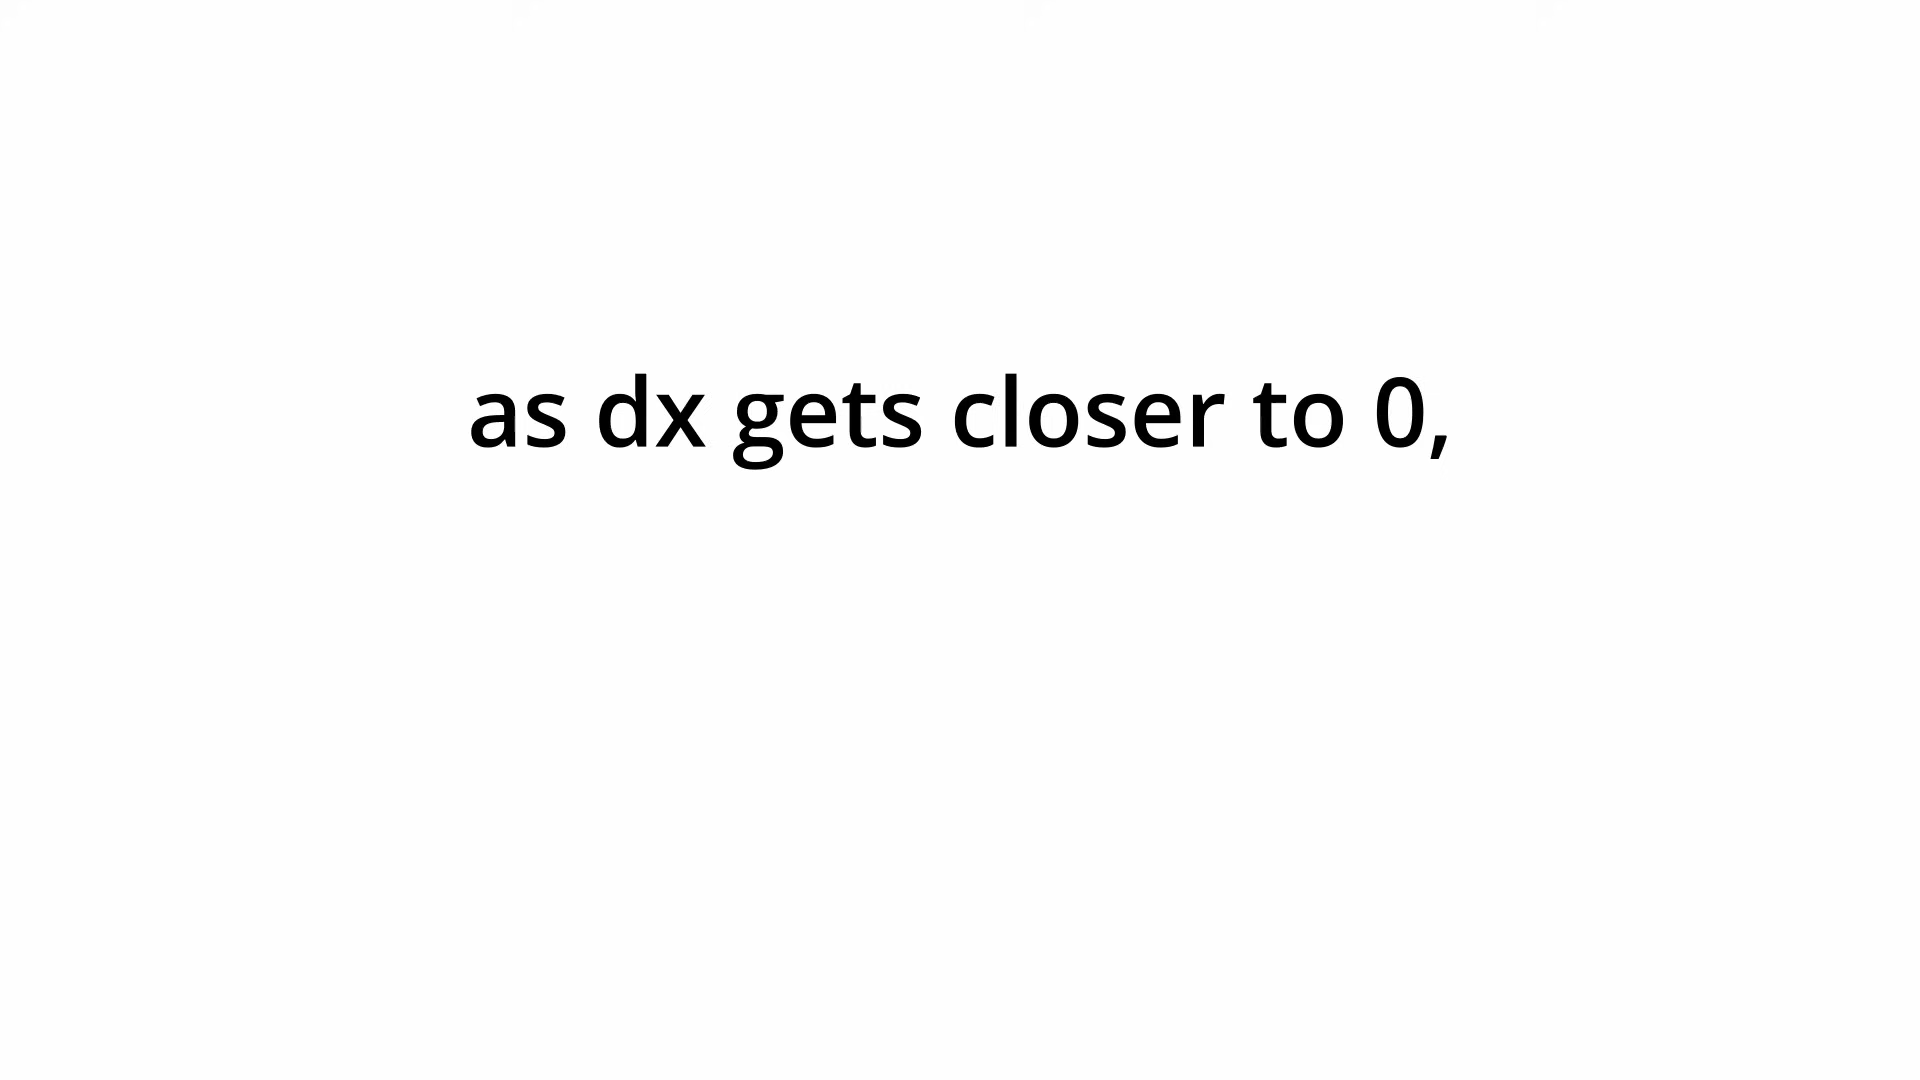 as dx gets closer to 0,